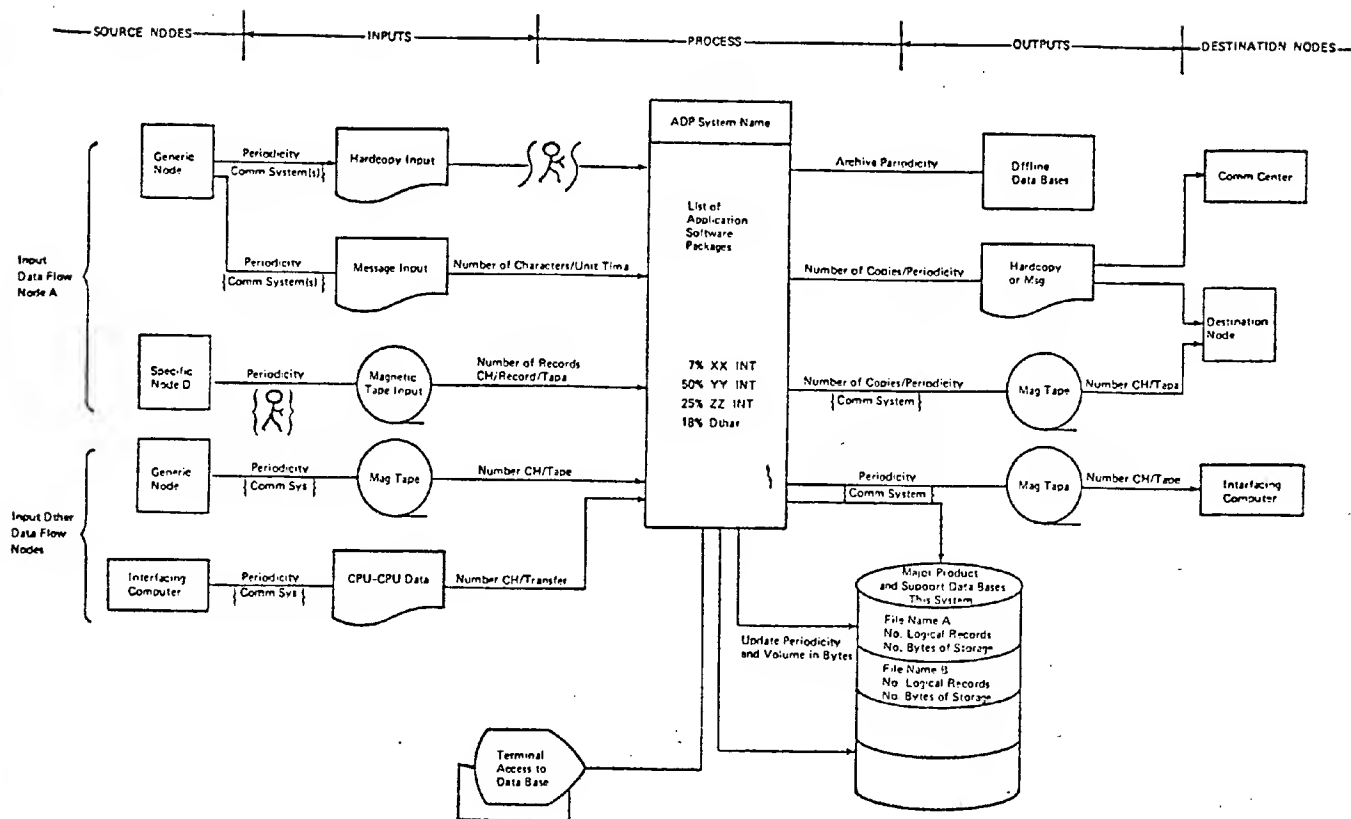 SOURCE NODES
INPUTS
PROCESS
OUTPUTS
DESTINATION NODES
Input
Data Flow
Node A
Generic
Node
Periodicity
{Comm System(s)}
Hardcopy Input
Periodicity
{Comm System(s)}
Message Input
Number of Characters/Unit Time
Specific
Node D
Periodicity
Magnetic
Tape Input
Number of Records
CH/Record/Tape
Input Other
Data Flow
Nodes
Generic
Node
Periodicity
{Comm Sys}
Mag Tape
Number CH/Tape
Interfacing
Computer
Periodicity
{Comm Sys}
CPU-CPU Data
Number CH/Transfer
ADP System Name
List of
Application
Software
Packages
7% XX INT
50% YY INT
25% ZZ INT
18% Other
Archive Periodicity
Offline
Data Bases
Comm Center
Number of Copies/Periodicity
Hardcopy
or Msg
Destination
Node
Number of Copies/Periodicity
{Comm System}
Mag Tape
Number CH/Tape
Periodicity
{Comm System}
Mag Tape
Number CH/Tape
Interfacing
Computer
Major Product
and Support Data Bases
This System
File Name A
No. Logical Records
No. Bytes of Storage
File Name B
No. Logical Records
No. Bytes of Storage
Update Periodicity
and Volume in Bytes
Terminal
Access to
Data Base